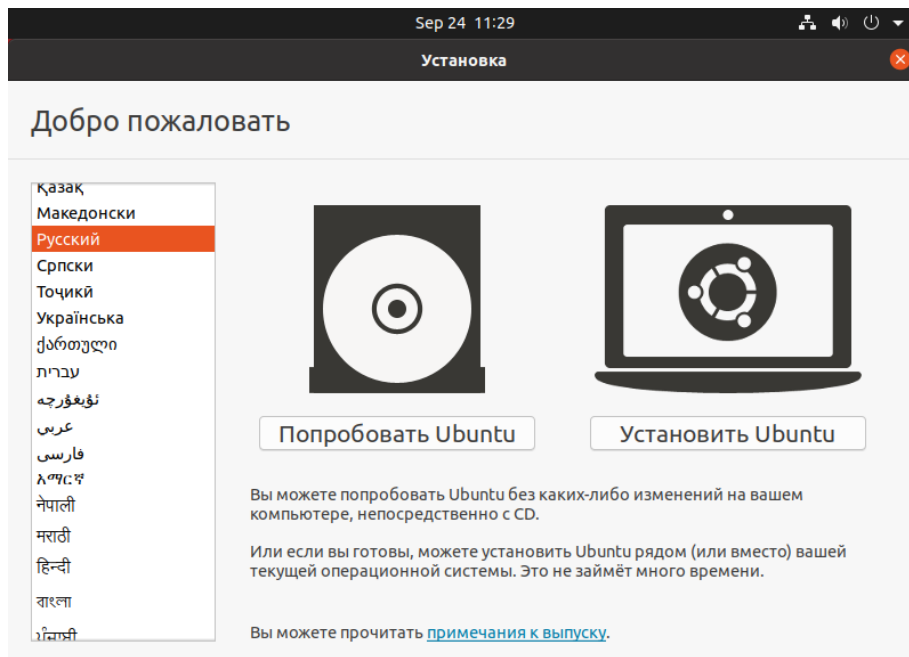 Sep 24 11:29
Установка
Добро пожаловать
Қазақ
Македонски
Русский
Српски
Тоҷикӣ
Українська
ქართული
עברית
ئۇيغۇرچە
عربي
فارسی
አማርኛ
नेपाली
मराठी
हिन्दी
বাংলা
ਪੰਜਾਬੀ
Попробовать Ubuntu
Установить Ubuntu
Вы можете попробовать Ubuntu без каких-либо изменений на вашем
компьютере, непосредственно с CD.
Или если вы готовы, можете установить Ubuntu рядом (или вместо) вашей
текущей операционной системы. Это не займёт много времени.
Вы можете прочитать примечания к выпуску.